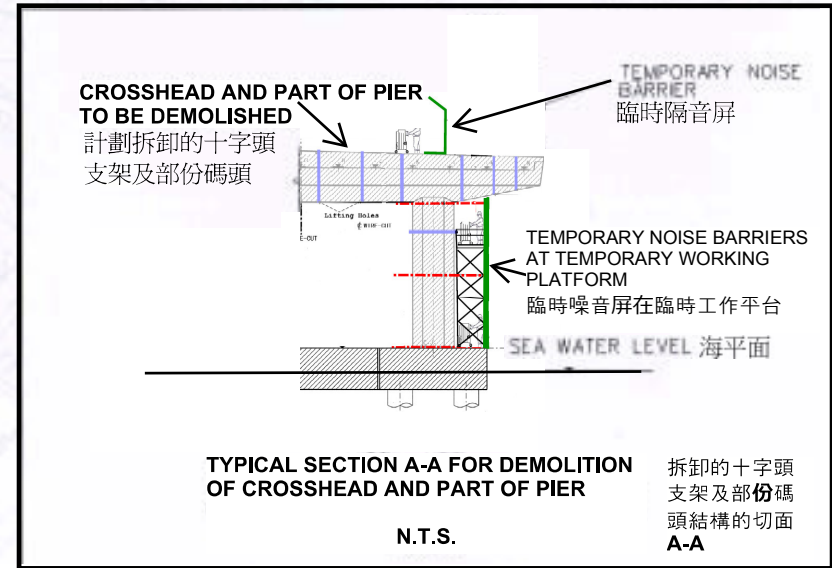 CROSSHEAD AND PART OF PIER
TO BE DEMOLISHED
計劃拆卸的十字頭
支架及部份碼頭
TEMPORARY NOISE
BARRIER
臨時隔音屏
Lifting Holes
WIRE-CUT
E-CUT
TEMPORARY NOISE BARRIERS
AT TEMPORARY WORKING
PLATFORM
臨時噪音屏在臨時工作平台
SEA WATER LEVEL 海平面
TYPICAL SECTION A-A FOR DEMOLITION
OF CROSSHEAD AND PART OF PIER
N.T.S.
拆卸的十字頭
支架及部份碼
頭結構的切面
A-A